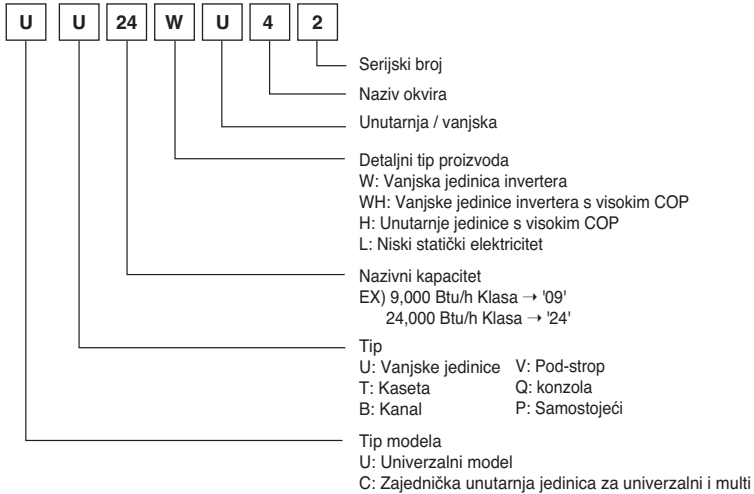 U U 24 W U 4 2
Serijski broj
Naziv okvira
Unutarnja / vanjska
Detaljni tip proizvoda
W: Vanjska jedinica invertera
WH: Vanjske jedinice invertera s visokim COP
H: Unutarnje jedinice s visokim COP
L: Niski statički elektricitet
Nazivni kapacitet
EX) 9,000 Btu/h Klasa → '09'
24,000 Btu/h Klasa → '24'
Tip
U: Vanjske jedinice V: Pod-strop
T: Kaseta Q: konzola
B: Kanal P: Samostojeći
Tip modela
U: Univerzalni model
C: Zajednička unutarnja jedinica za univerzalni i multi